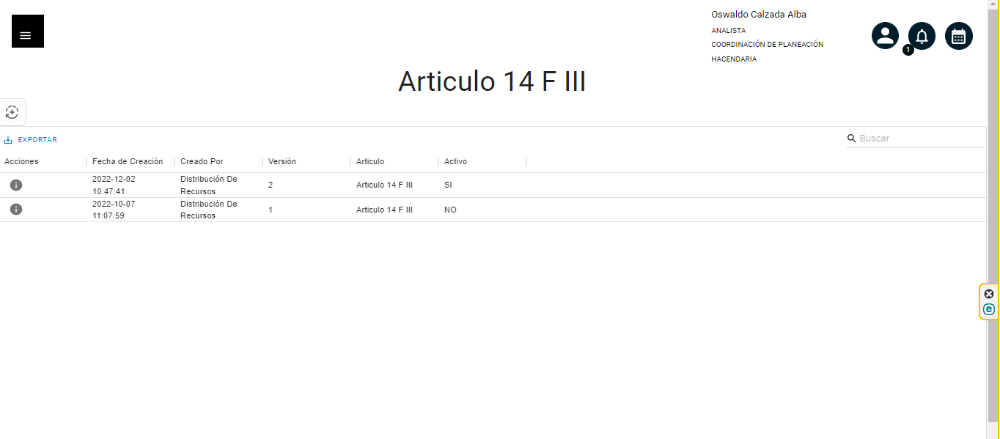 Oswaldo Calzada Alba
ANALISTA
COORDINACIÓN DE PLANEACIÓN
HACENDARIA
1
Articulo 14 F III
EXPORTAR
Buscar
Acciones Fecha de Creación Creado Por Versión Articulo Activo
2022-12-02 10:47:41 Distribución De Recursos 2 Articulo 14 F III SI
2022-10-07 11:07:59 Distribución De Recursos 1 Articulo 14 F III NO